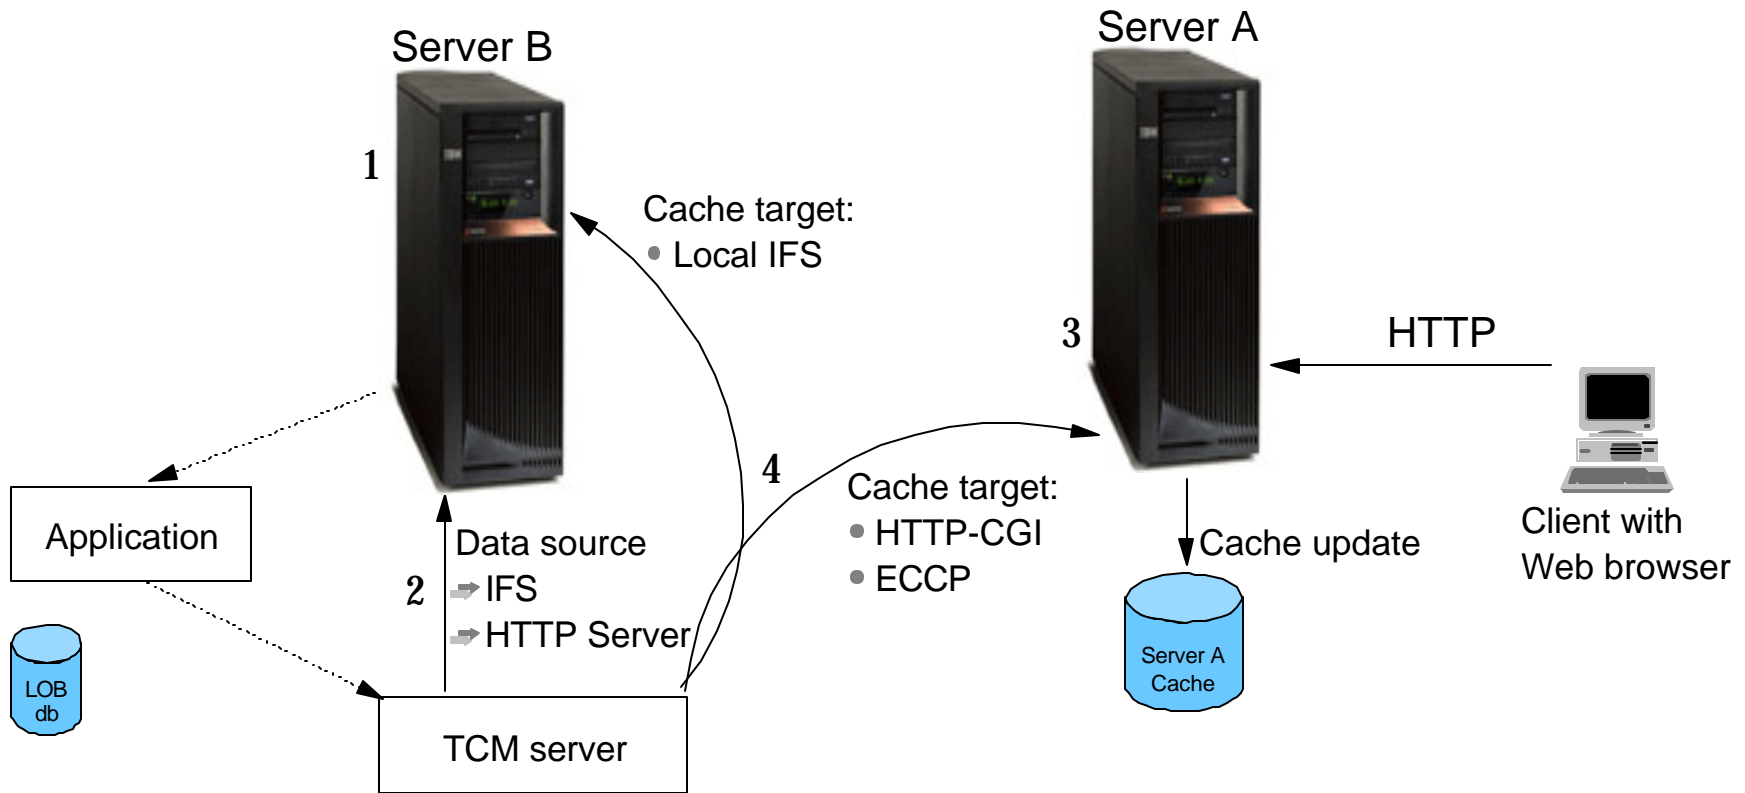 Server B
Server A
1
Cache target:
Local IFS
3
HTTP
4
Application
Data source
2
IFS
HTTP Server
Cache target:
HTTP-CGI
ECCP
Cache update
Client with
Web browser
LOB
db
Server A
Cache
TCM server